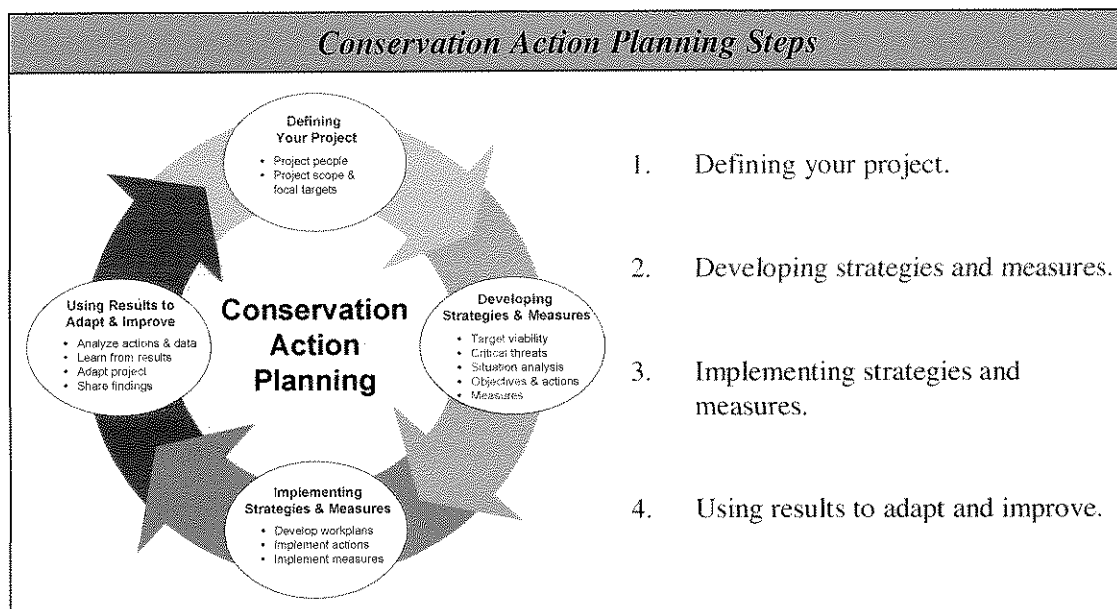 Conservation Action Planning Steps
Defining
Your Project
• Project people
• Project scope &
focal targets
Developing
Strategies & Measures
• Target viability
• Critical threats
• Situation analysis
• Objectives & actions
• Measures
Implementing
Strategies & Measures
• Develop workplans
• Implement actions
• Implement measures
Using Results to
Adapt & Improve
• Analyze actions & data
• Learn from results
• Adapt project
• Share findings
Conservation
Action
Planning
1. Defining your project.
2. Developing strategies and measures.
3. Implementing strategies and
measures.
4. Using results to adapt and improve.